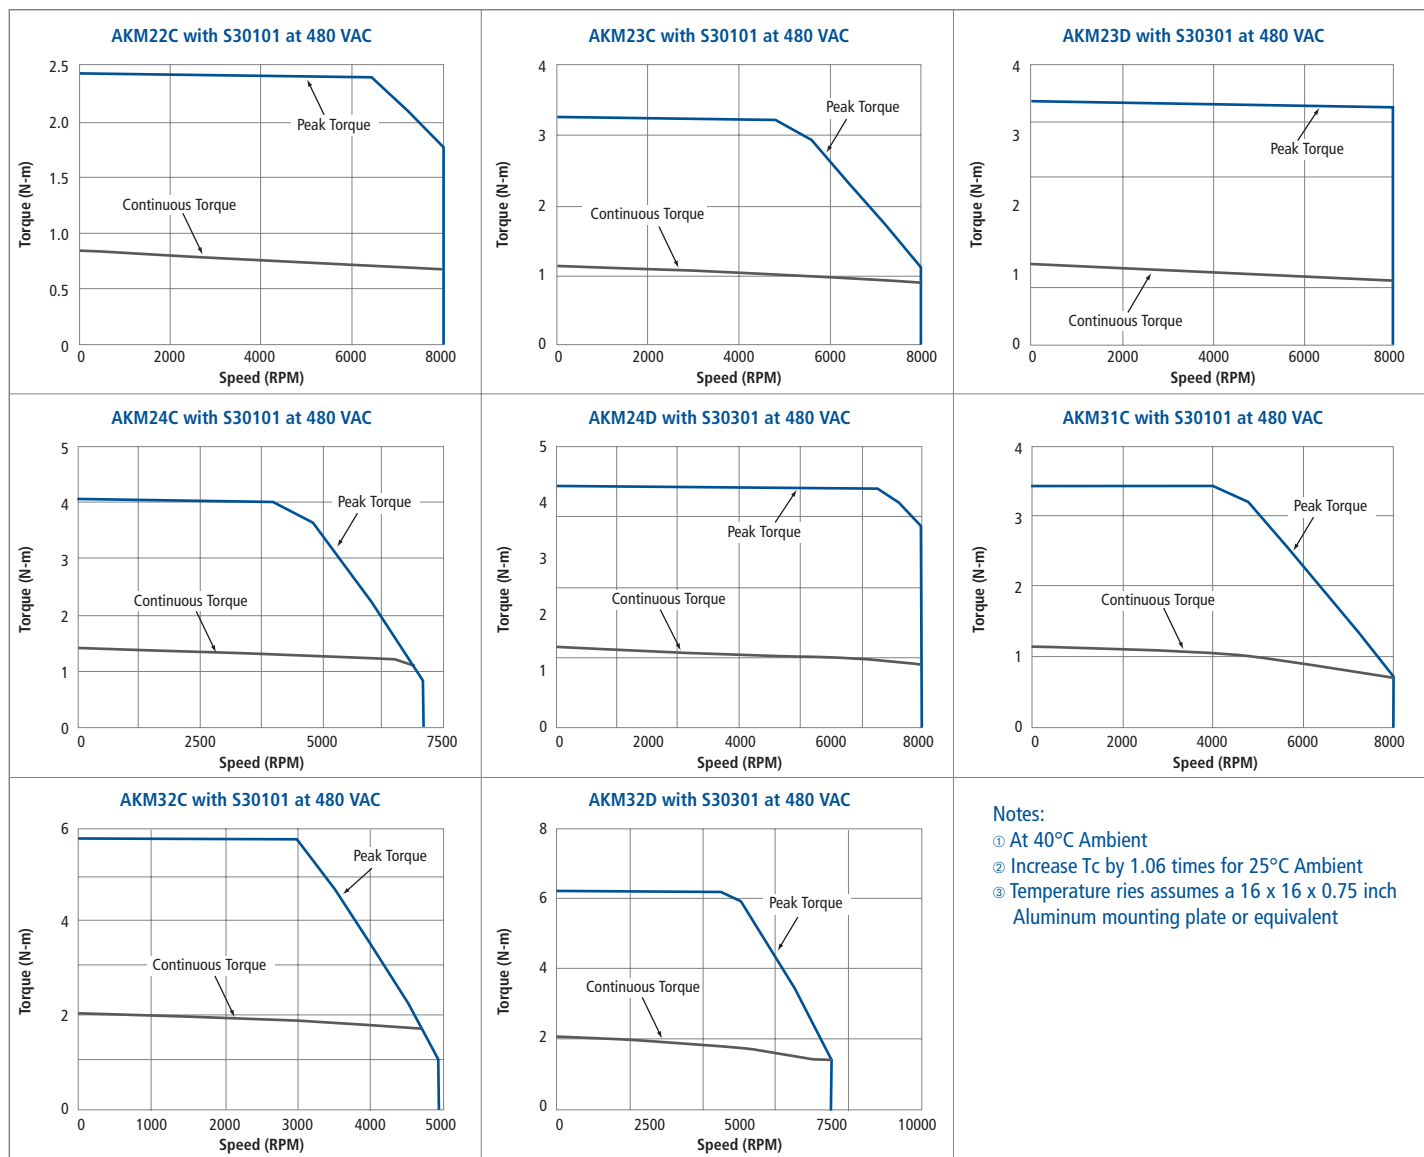 AKM22C with S30101 at 480 VAC
Torque (N-m)
2.5
2.0
1.5
1.0
0.5
0
Peak Torque
Continuous Torque
0 2000 4000 6000 8000
Speed (RPM)
AKM23C with S30101 at 480 VAC
Torque (N-m)
4
3
2
1
0
Peak Torque
Continuous Torque
0 2000 4000 6000 8000
Speed (RPM)
AKM23D with S30301 at 480 VAC
Torque (N-m)
4
3
2
1
0
Peak Torque
Continuous Torque
0 2000 4000 6000 8000
Speed (RPM)
AKM24C with S30101 at 480 VAC
Torque (N-m)
5
4
3
2
1
0
Peak Torque
Continuous Torque
0 2500 5000 7500
Speed (RPM)
AKM24D with S30301 at 480 VAC
Torque (N-m)
5
4
3
2
1
0
Peak Torque
Continuous Torque
0 2000 4000 6000 8000
Speed (RPM)
AKM31C with S30101 at 480 VAC
Torque (N-m)
4
3
2
1
0
Peak Torque
Continuous Torque
0 2000 4000 6000 8000
Speed (RPM)
AKM32C with S30101 at 480 VAC
Torque (N-m)
6
4
2
0
Peak Torque
Continuous Torque
0 1000 2000 3000 4000 5000
Speed (RPM)
AKM32D with S30301 at 480 VAC
Torque (N-m)
8
6
4
2
0
Peak Torque
Continuous Torque
0 2500 5000 7500 10000
Speed (RPM)
Notes:
① At 40°C Ambient
② Increase Tc by 1.06 times for 25°C Ambient
③ Temperature ries assumes a 16 x 16 x 0.75 inch
Aluminum mounting plate or equivalent